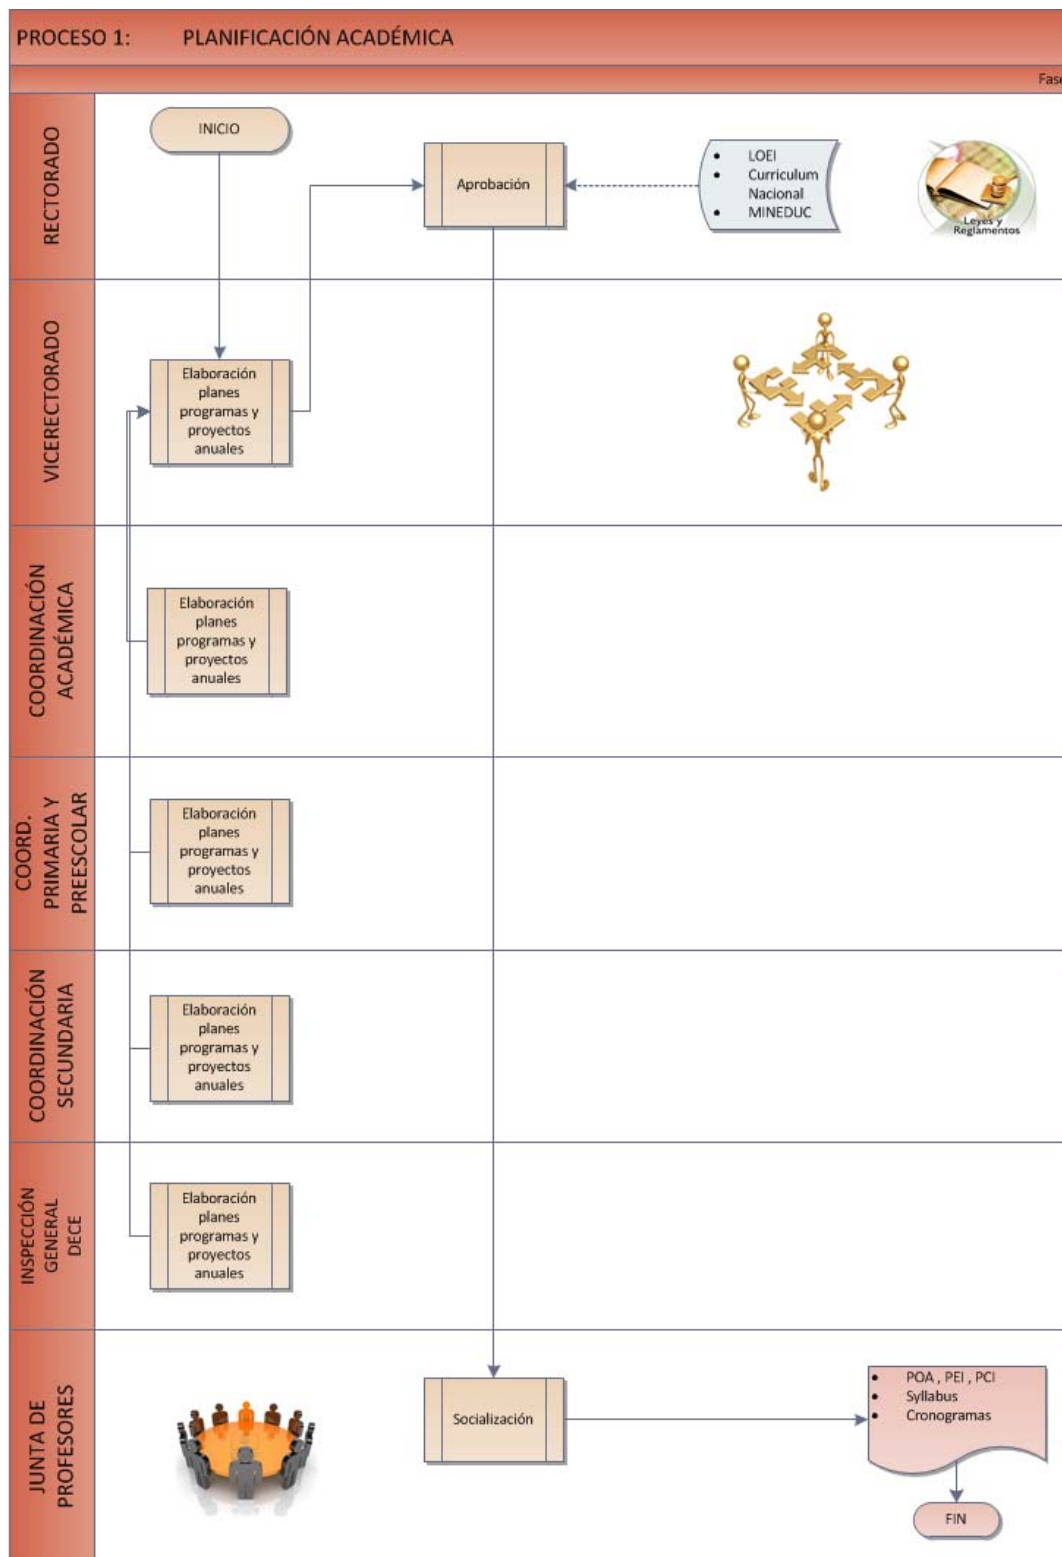 PROCESO 1: PLANIFICACIÓN ACADÉMICA
Fase
RECTORADO
INICIO
Aprobación
• LOEI
• Curriculum
Nacional
• MINEDUC
Leyes y
Reglamentos
VICERECTORADO
Elaboración
planes
programas y
proyectos
anuales
COORDINACIÓN
ACADÉMICA
Elaboración
planes
programas y
proyectos
anuales
COORD.
PRIMARIA Y
PREESCOLAR
Elaboración
planes
programas y
proyectos
anuales
COORDINACIÓN
SECUNDARIA
Elaboración
planes
programas y
proyectos
anuales
INSPECCIÓN
GENERAL
DECE
Elaboración
planes
programas y
proyectos
anuales
JUNTA DE
PROFESORES
Socialización
• POA , PEI , PCI
• Syllabus
• Cronogramas
FIN